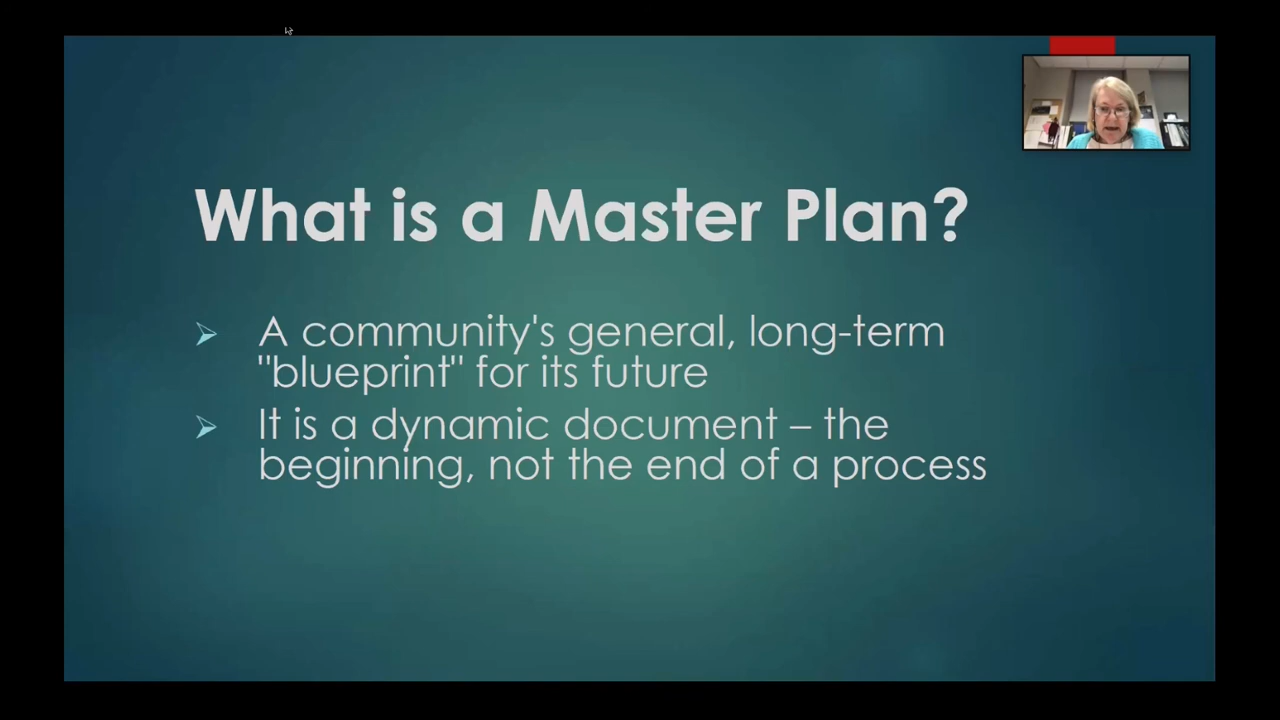 What is a Master Plan?
A community's general, long-term
"blueprint" for its future
It is a dynamic document – the
beginning, not the end of a process